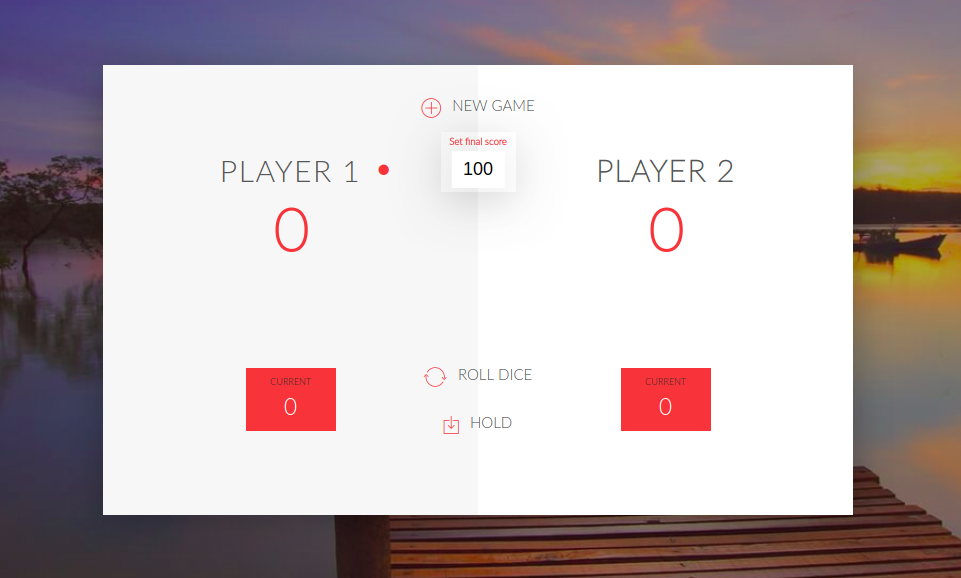 NEW GAME
Set final score
100
PLAYER 1
0
PLAYER 2
0
CURRENT
0
ROLL DICE
HOLD
CURRENT
0